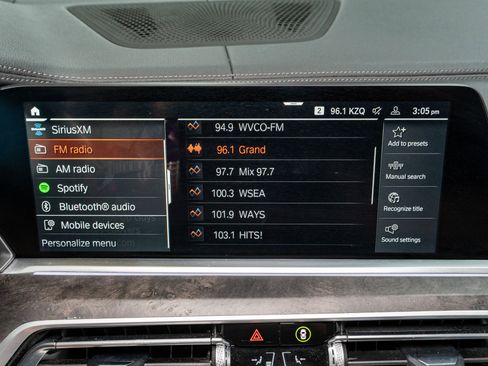 2 96.1 KZQ 3:05 pm
SiriusXM
FM radio
AM radio
Spotify
Bluetooth® audio
Mobile devices
Personalize menu
94.9 WVCO-FM
96.1 Grand
97.7 Mix 97.7
100.3 WSEA
101.9 WAYS
103.1 HITS!
Add to presets
Manual search
Recognize title
Sound settings